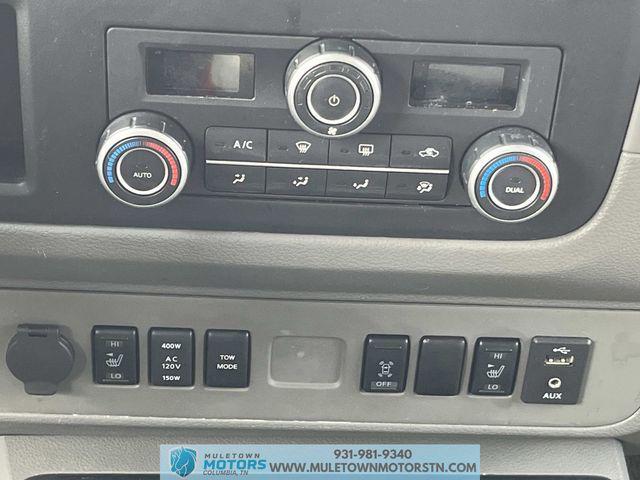 A/C
AUTO
DUAL
HI
LO
400W
AC
120V
150W
TOW
MODE
OFF
HI
LO
AUX
MULETOWN
MOTORS
COLUMBIA, TN
931-981-9340
WWW.MULETOWNMOTORSTN.COM